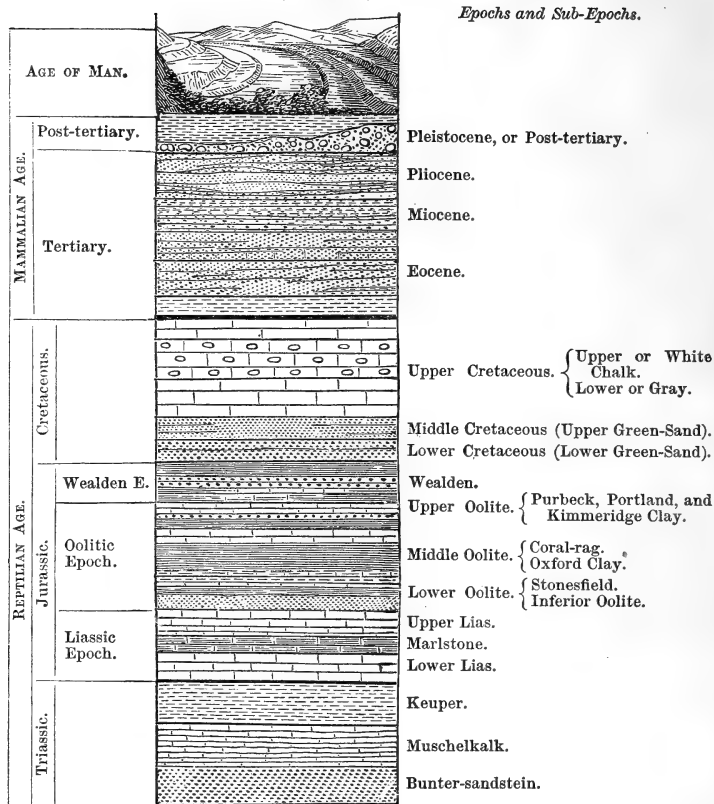 Epochs and Sub-Epochs.
AGE OF MAN.
MAMMALIAN AGE.
Post-tertiary.
Pleistocene, or Post-tertiary.
Tertiary.
Pliocene.
Miocene.
Eocene.
REPTILIAN AGE.
Cretaceous.
Upper Cretaceous. { Upper or White
Chalk.
Lower or Gray.
Middle Cretaceous (Upper Green-Sand).
Lower Cretaceous (Lower Green-Sand).
Jurassic.
Wealden E.
Wealden.
Oolitic
Epoch.
Upper Oolite. { Purbeck, Portland, and
Kimmeridge Clay.
Middle Oolite. { Coral-rag.
Oxford Clay.
Lower Oolite. { Stonesfield.
Inferior Oolite.
Liassic
Epoch.
Upper Lias.
Marlstone.
Lower Lias.
Triassic.
Keuper.
Muschelkalk.
Bunter-sandstein.